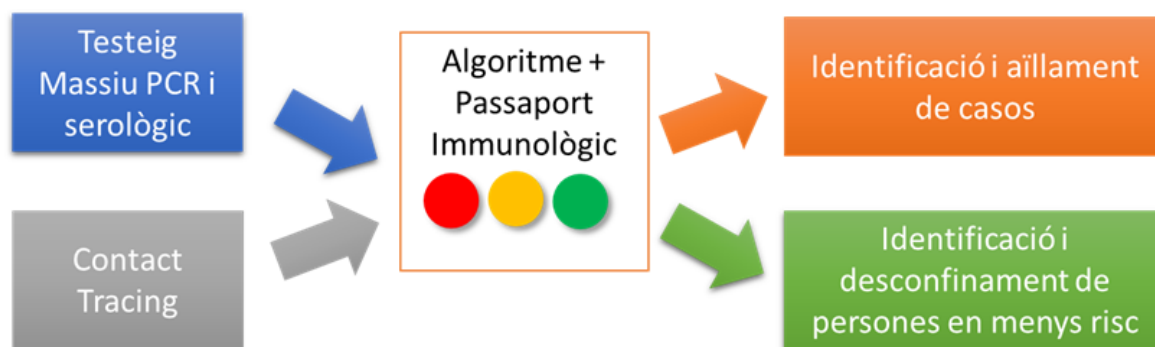 Testeig
Massiu PCR i
serològic
Contact
Tracing
Algoritme +
Passaport
Immunològic
Identificació i aïllament
de casos
Identificació i
desconfinament de
persones en menys risc